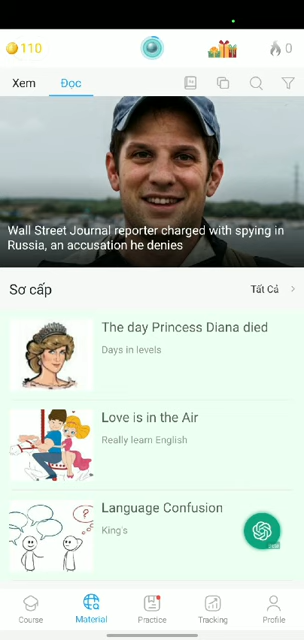 110
0
Xem
Đọc
Wall Street Journal reporter charged with spying in
Russia, an accusation he denies
Sơ cấp
Tất Cả
The day Princess Diana died
Days in levels
Love is in the Air
Really learn English
Language Confusion
King's
?
Course
Material
Practice
Tracking
Profile